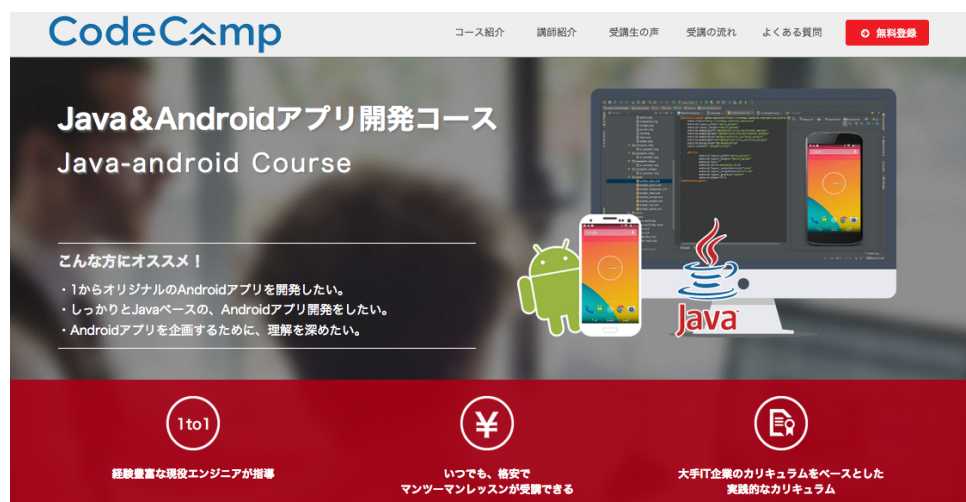 CodeCamp
コース紹介
講師紹介
受講生の声
受講の流れ
よくある質問
無料登録
Java&Androidアプリ開発コース
Java-android Course
こんな方にオススメ！
・1からオリジナルのAndroidアプリを開発したい。
・しっかりとJavaベースの、Androidアプリ開発をしたい。
・Androidアプリを企画するために、理解を深めたい。
Java
1to1
¥
経験豊富な現役エンジニアが指導
いつでも、格安で
マンツーマンレッスンが受講できる
大手IT企業のカリキュラムをベースとした
実践的なカリキュラム